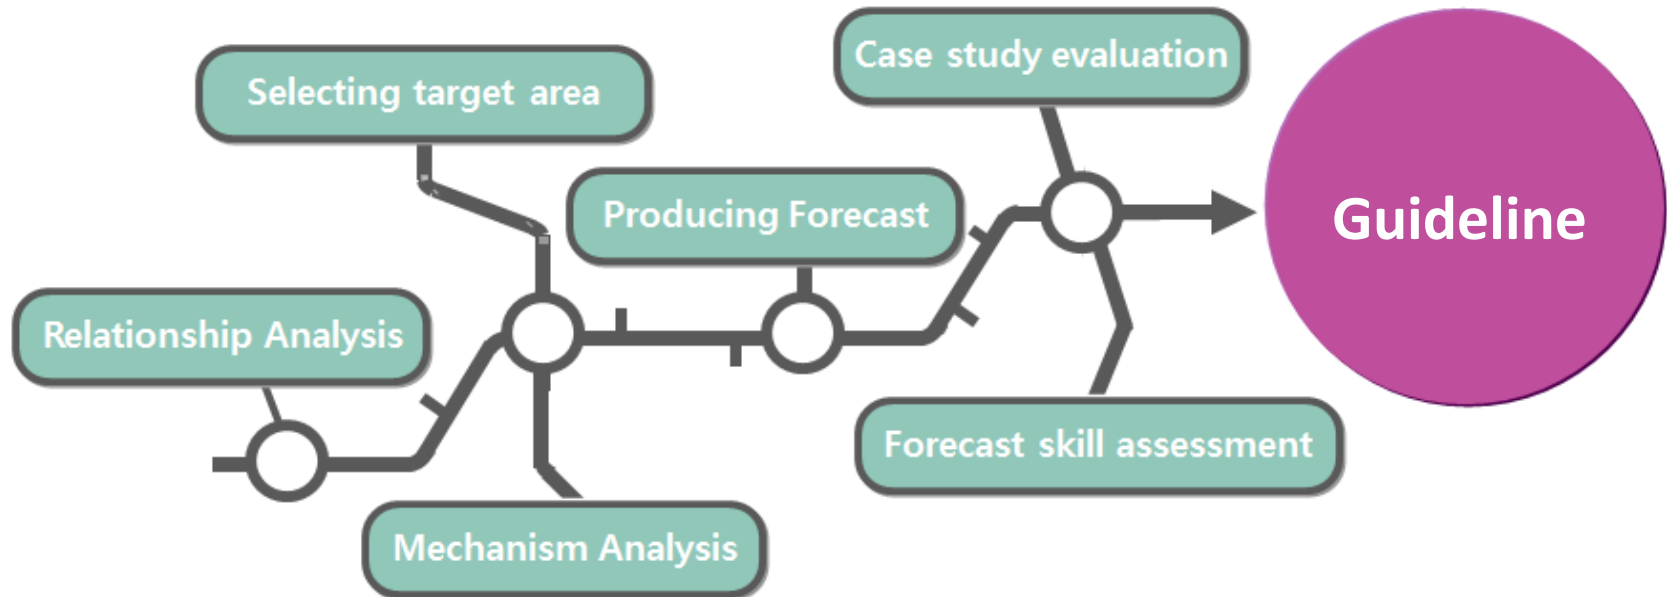 Case study evaluation
Selecting target area
Producing Forecast
Guideline
Relationship Analysis
Forecast skill assessment
Mechanism Analysis